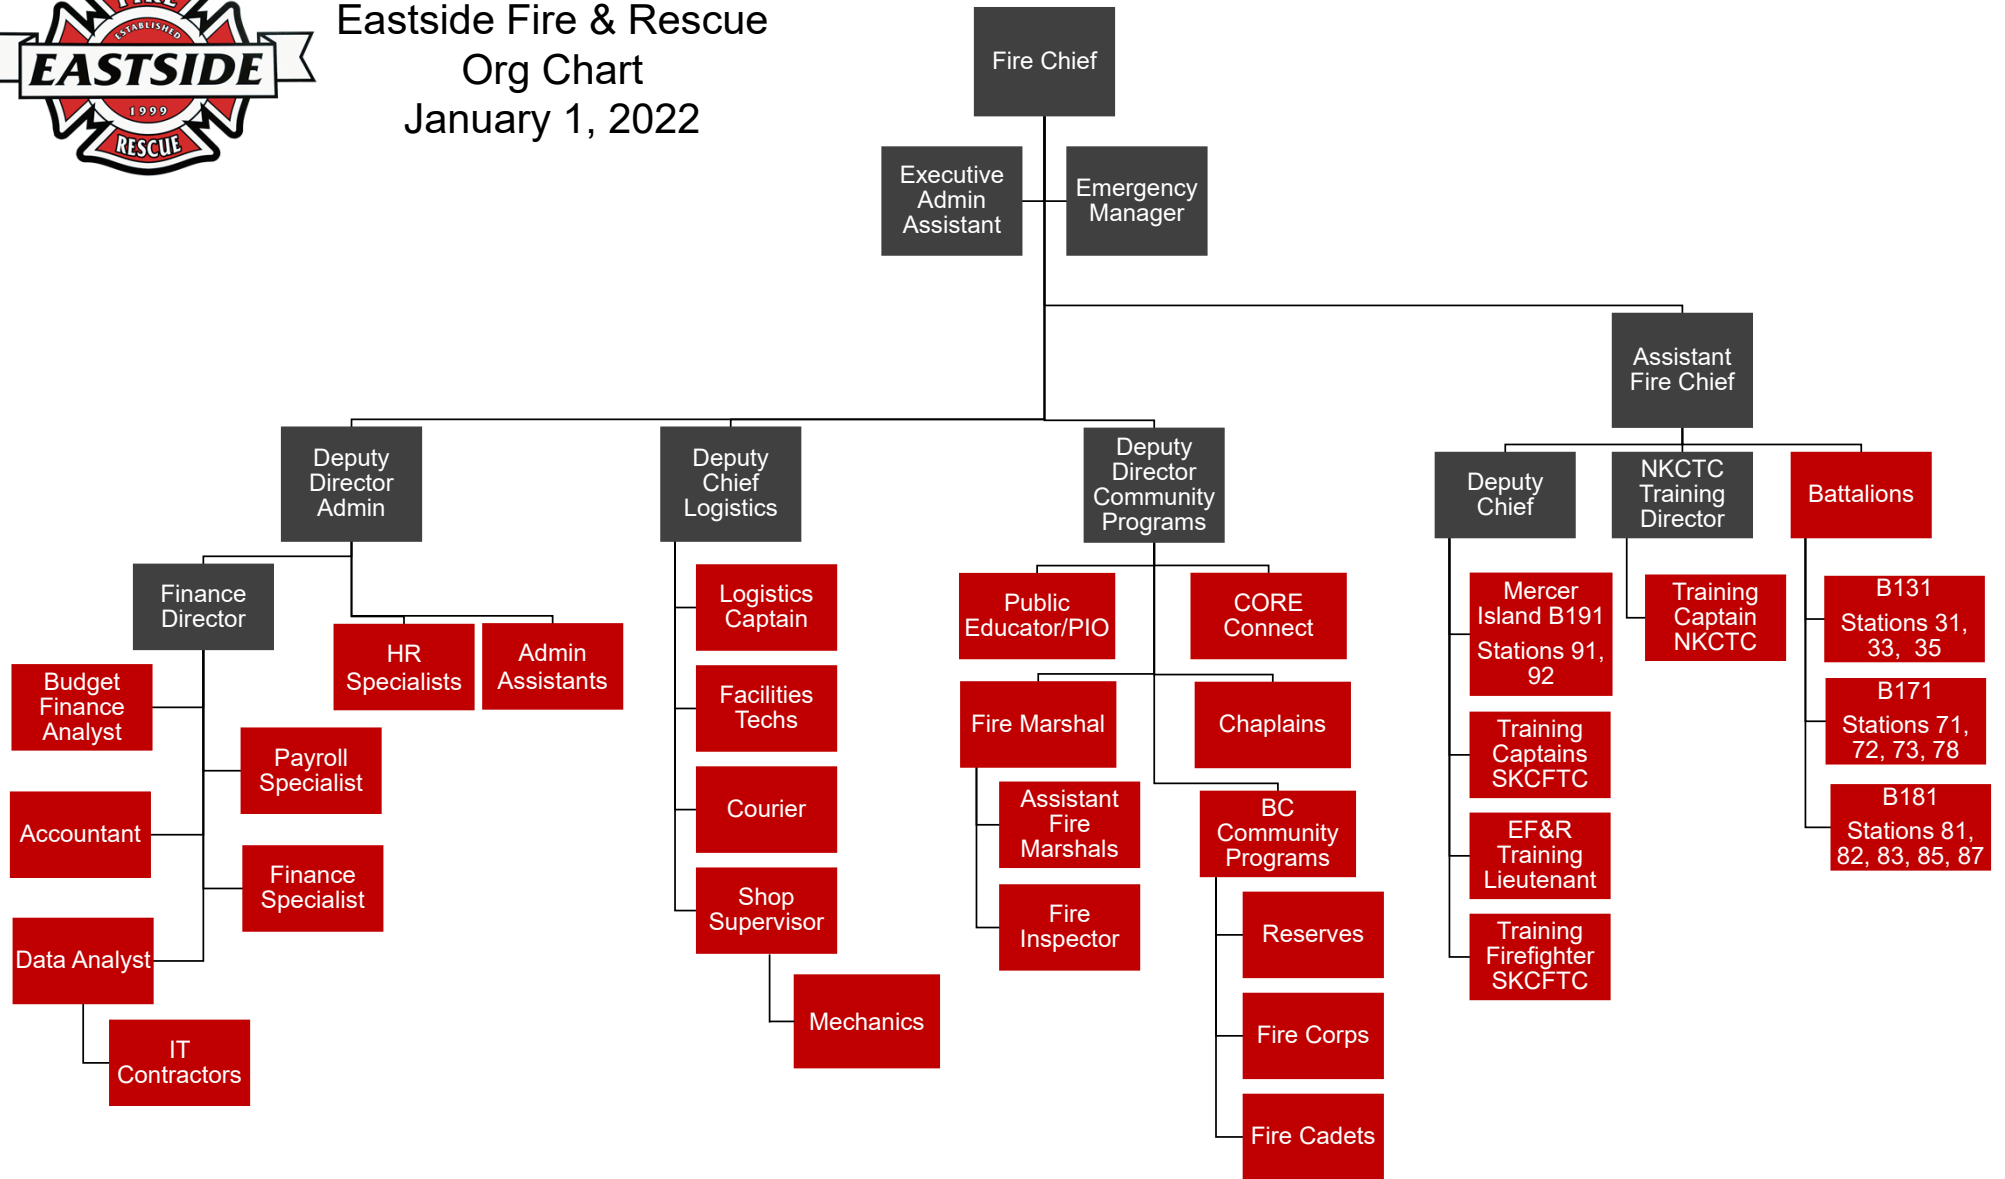 FIRE
ESTABLISHED
EASTSIDE
1999
RESCUE
Eastside Fire & Rescue
Org Chart
January 1, 2022
Fire Chief
Executive
Admin
Assistant
Emergency
Manager
Assistant
Fire Chief
Deputy
Director
Admin
Deputy
Chief
Logistics
Deputy
Director
Community
Programs
Deputy
Chief
NKCTC
Training
Director
Battalions
Finance
Director
HR
Specialists
Admin
Assistants
Budget
Finance
Analyst
Payroll
Specialist
Accountant
Finance
Specialist
Data Analyst
IT
Contractors
Logistics
Captain
Facilities
Techs
Courier
Shop
Supervisor
Mechanics
Public
Educator/PIO
CORE
Connect
Fire Marshal
Chaplains
Assistant
Fire
Marshals
Fire
Inspector
BC
Community
Programs
Reserves
Fire Corps
Fire Cadets
Mercer
Island B191
Stations 91,
92
Training
Captains
SKCFTC
EF&R
Training
Lieutenant
Training
Firefighter
SKCFTC
Training
Captain
NKCTC
B131
Stations 31,
33, 35
B171
Stations 71,
72, 73, 78
B181
Stations 81,
82, 83, 85, 87